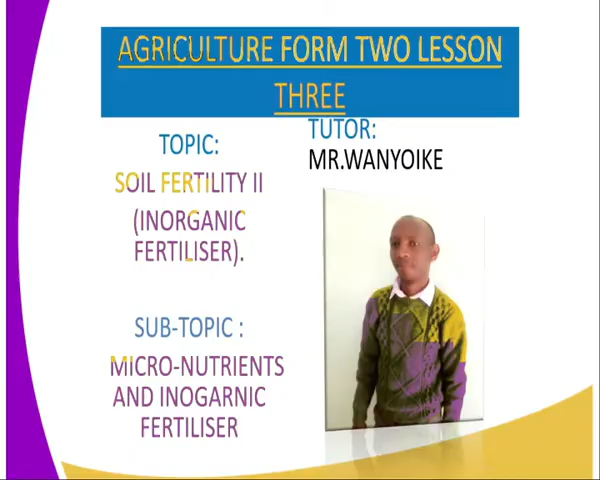 AGRICULTURE FORM TWO LESSON
THREE
TOPIC:
SOIL FERTILITY II
(INORGANIC
FERTILISER).
SUB-TOPIC :
MICRO-NUTRIENTS
AND INOGARNIC
FERTILISER
TUTOR:
MR.WANYOIKE